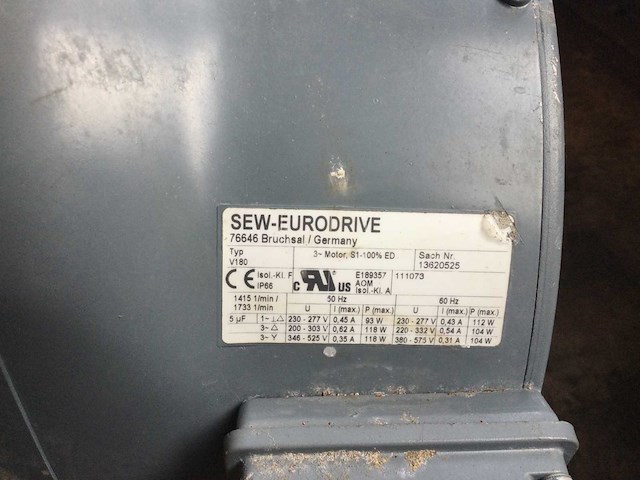 SEW-EURODRIVE
76646 Bruchsal / Germany
Typ 3~ Motor, S1-100% ED Sach Nr.
V180 13620525
CE Isol.-Kl. F IP66 c UR US E189357 AOM Isol.-Kl. A 111073
1415 1/min / 50 Hz 60 Hz
1733 1/min U I (max.) P (max.) U I (max.) P (max.)
5 µF 1~ ⊥△ 230 - 277 V 0,45 A 93 W 230 - 277 V 0,43 A 112 W
3~ △ 200 - 303 V 0,62 A 118 W 220 - 332 V 0,54 A 104 W
3~ Y 346 - 525 V 0,35 A 118 W 380 - 575 V 0,31 A 104 W